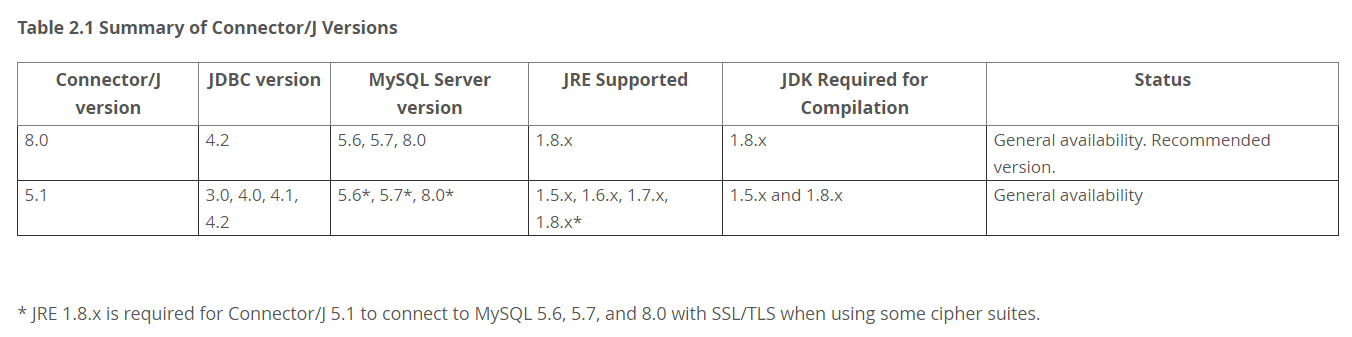 Table 2.1 Summary of Connector/J Versions
Connector/J version JDBC version MySQL Server version JRE Supported JDK Required for Compilation Status
8.0 4.2 5.6, 5.7, 8.0 1.8.x 1.8.x General availability. Recommended version.
5.1 3.0, 4.0, 4.1, 4.2 5.6*, 5.7*, 8.0* 1.5.x, 1.6.x, 1.7.x, 1.8.x* 1.5.x and 1.8.x General availability
* JRE 1.8.x is required for Connector/J 5.1 to connect to MySQL 5.6, 5.7, and 8.0 with SSL/TLS when using some cipher suites.